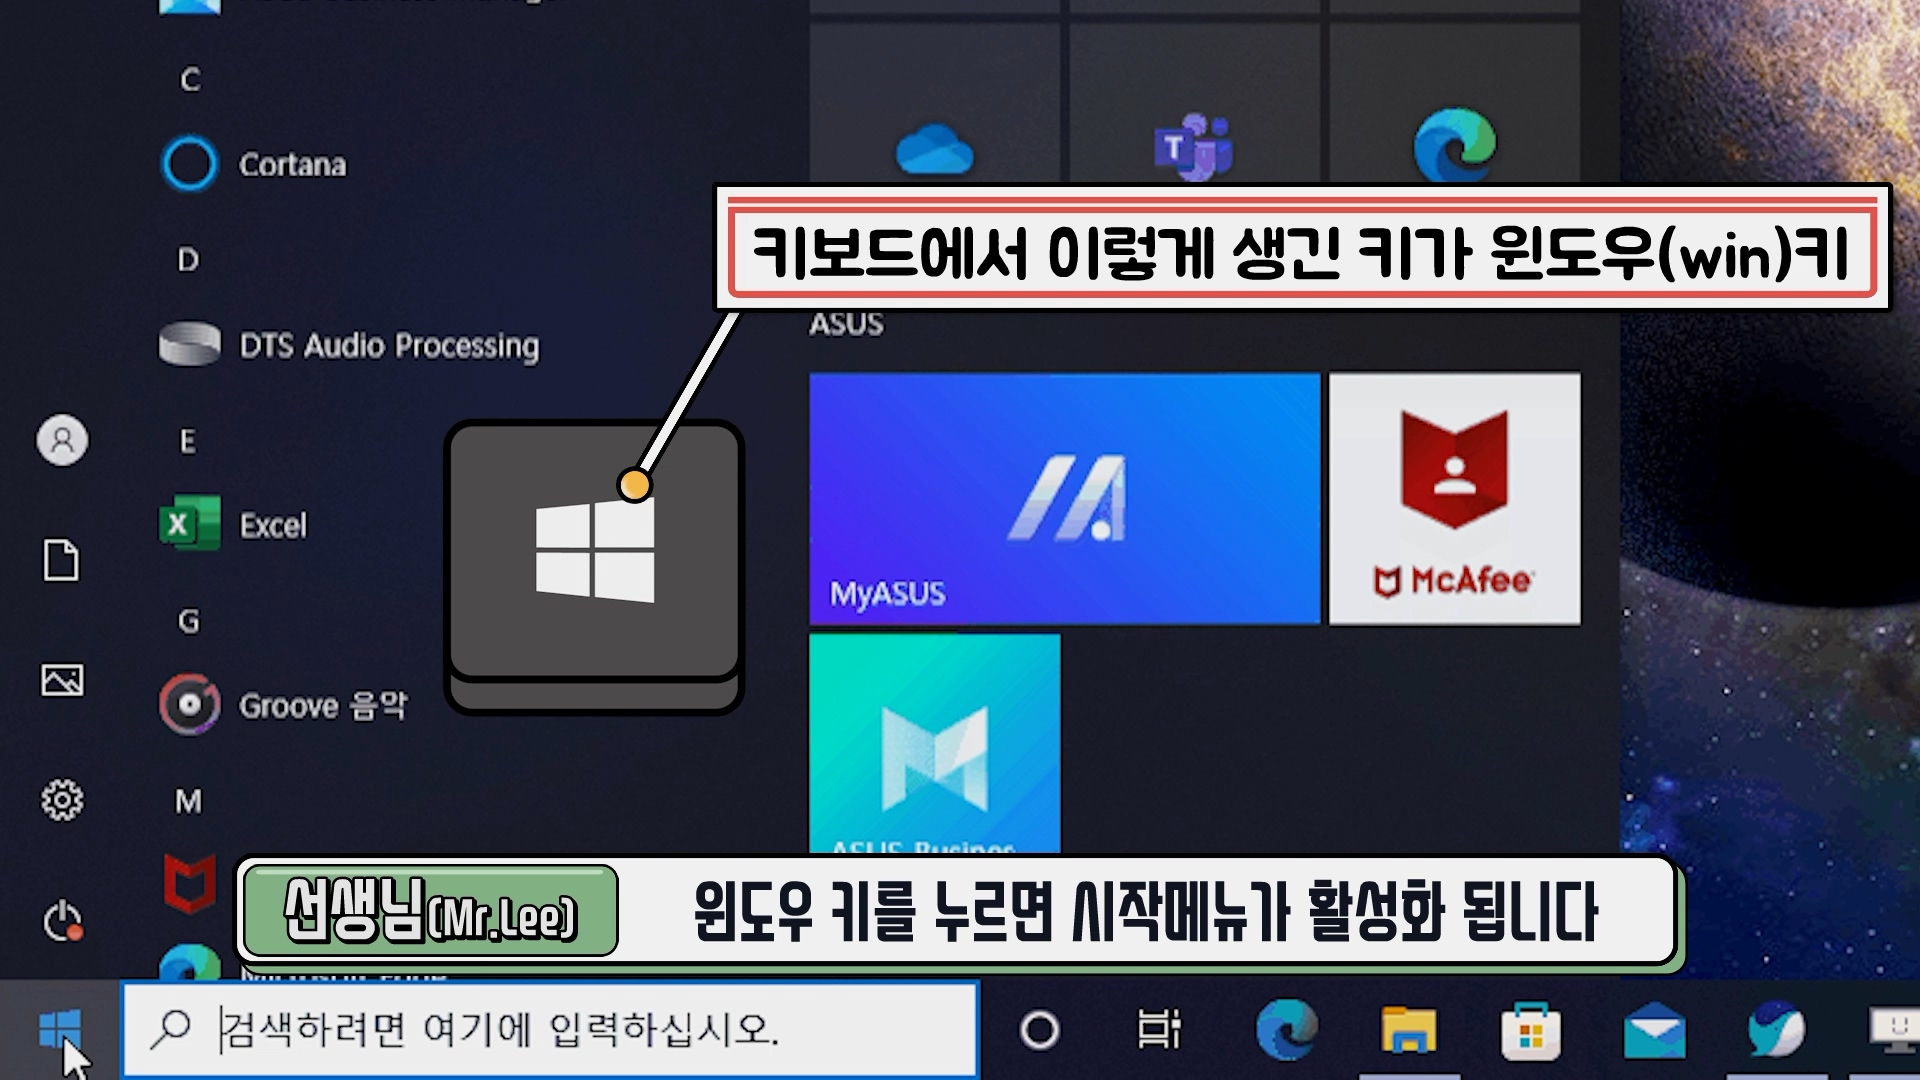 C
Cortana
D
DTS Audio Processing
E
Excel
G
Groove 음악
M
T
키보드에서 이렇게 생긴 키가 윈도우(win)키
ASUS
MyASUS
McAfee
선생님(Mr.Lee)
윈도우 키를 누르면 시작메뉴가 활성화 됩니다
검색하려면 여기에 입력하십시오.